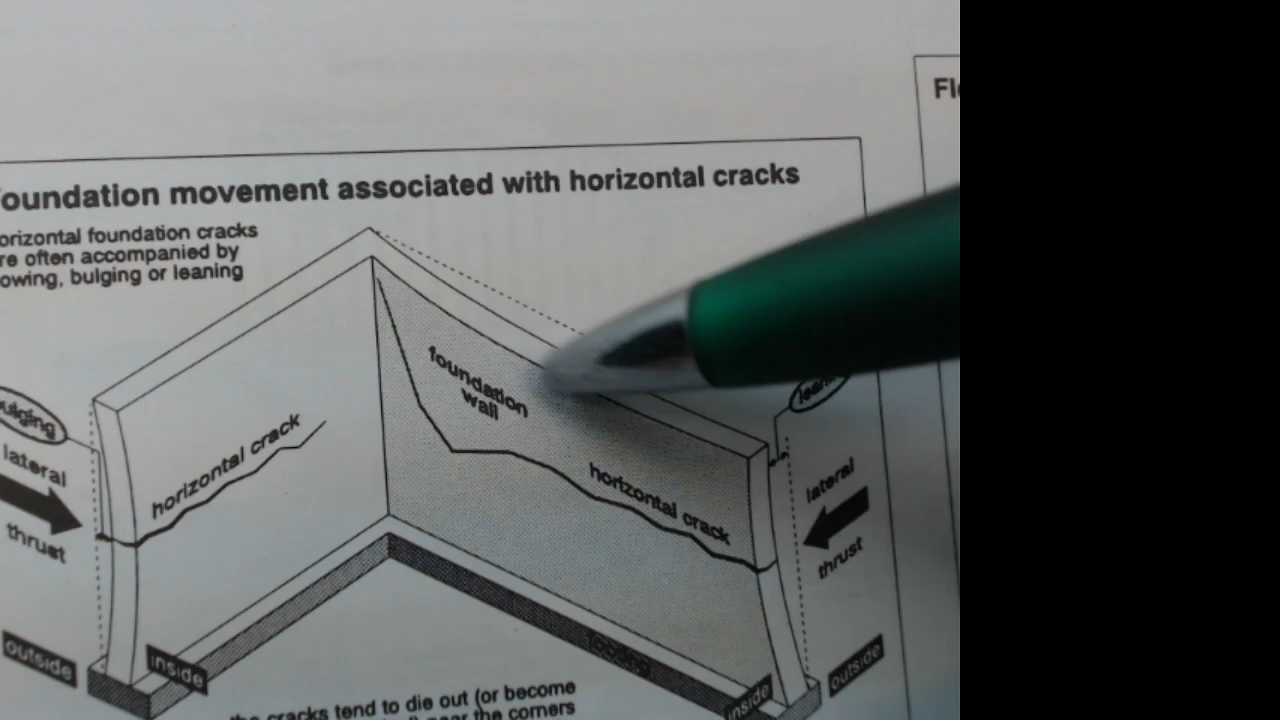 Foundation movement associated with horizontal cracks
orizontal foundation cracks
re often accompanied by
owing, bulging or leaning
foundation
wall
horizontal crack
horizontal crack
lateral
thrust
lateral
thrust
outside
inside
inside
outside
cracks tend to die out (or become
near the corners